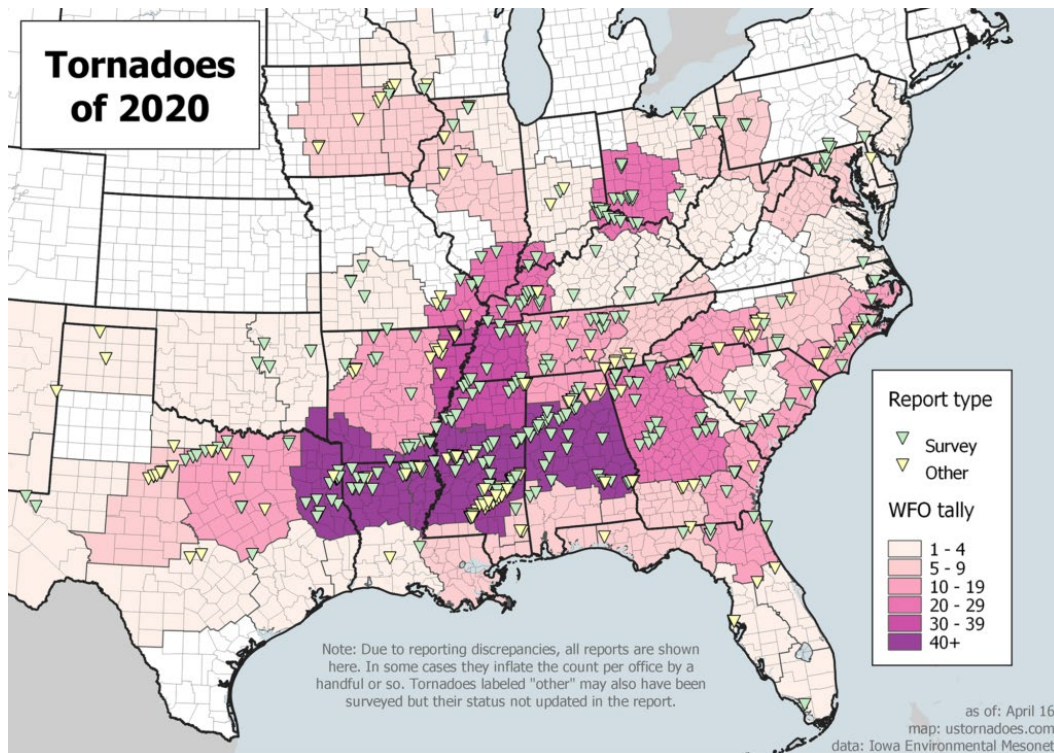 Tornadoes
of 2020
Report type
Survey
Other
WFO tally
1 - 4
5 - 9
10 - 19
20 - 29
30 - 39
40+
Note: Due to reporting discrepancies, all reports are shown
here. In some cases they inflate the count per office by a
handful or so. Tornadoes labeled "other" may also have been
surveyed but their status not updated in the report.
as of: April 16
map: ustornadoes.com
data: Iowa Environmental Mesonet